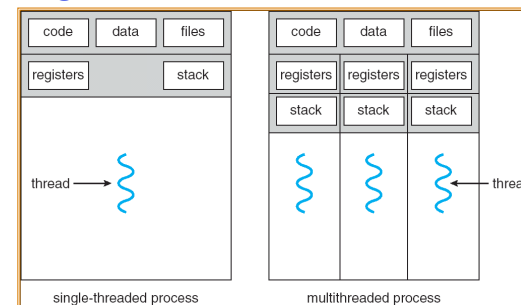 code data files
registers stack
thread
single-threaded process
code data files
registers registers registers
stack stack stack
threa
multithreaded process